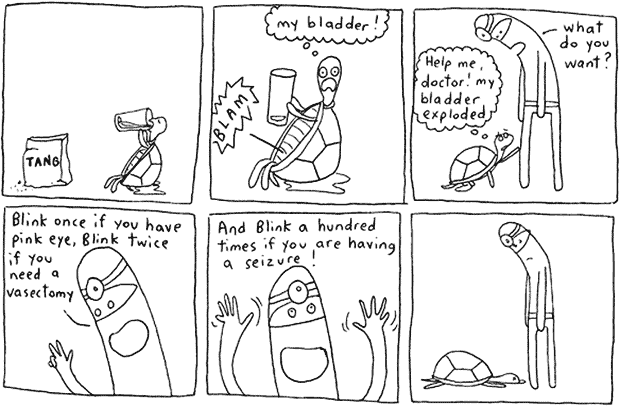 TANG
my bladder!
BLAM
Help me,
doctor! my
bladder
exploded
what
do you
want?
Blink once if you have
pink eye, Blink twice
if you
need a
vasectomy
And Blink a hundred
times if you are having
a seizure!